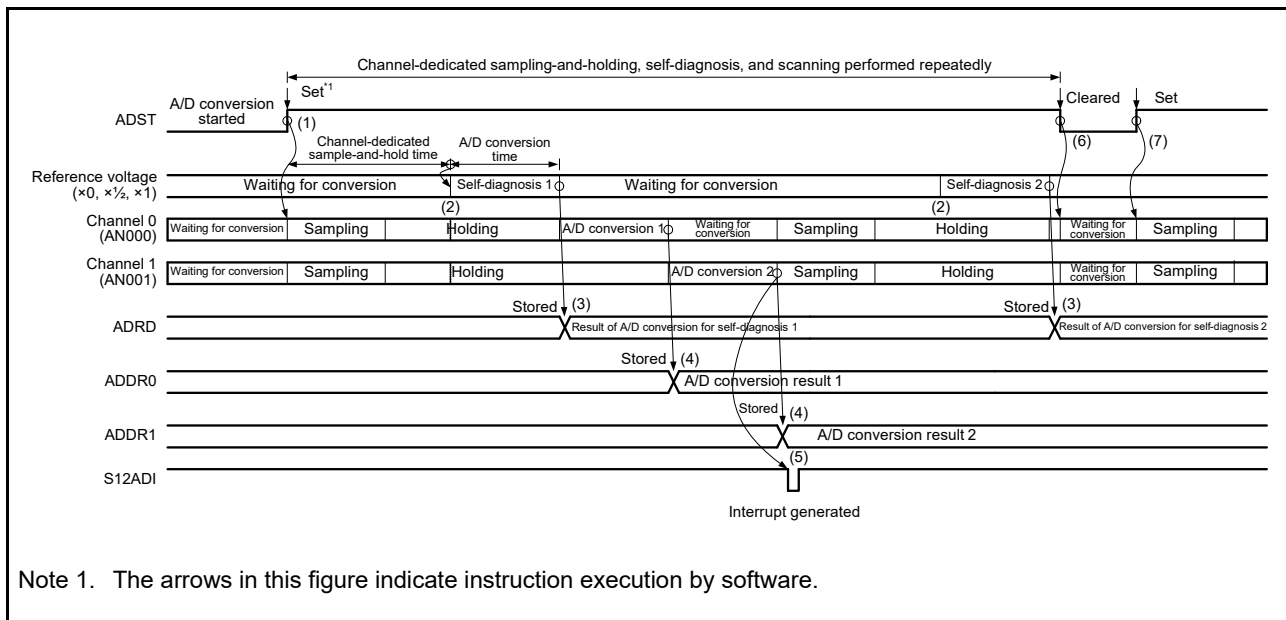 Channel-dedicated sampling-and-holding, self-diagnosis, and scanning performed repeatedly
A/D conversion
started
Set*1
Cleared
Set
ADST
(1)
(6)
(7)
Channel-dedicated
sample-and-hold time
A/D conversion
time
Reference voltage
(×0, ×½, ×1)
Waiting for conversion
Self-diagnosis 1
Waiting for conversion
Self-diagnosis 2
(2)
(2)
Channel 0
(AN000)
Waiting for conversion
Sampling
Holding
A/D conversion 1
Waiting for
conversion
Sampling
Holding
Waiting for
conversion
Sampling
Channel 1
(AN001)
Waiting for conversion
Sampling
Holding
A/D conversion 2
Sampling
Holding
Waiting for
conversion
Sampling
Stored
(3)
Stored
(3)
ADRD
Result of A/D conversion for self-diagnosis 1
Result of A/D conversion for self-diagnosis 2
Stored
(4)
ADDR0
A/D conversion result 1
Stored
(4)
ADDR1
A/D conversion result 2
(5)
S12ADI
Interrupt generated
Note 1. The arrows in this figure indicate instruction execution by software.